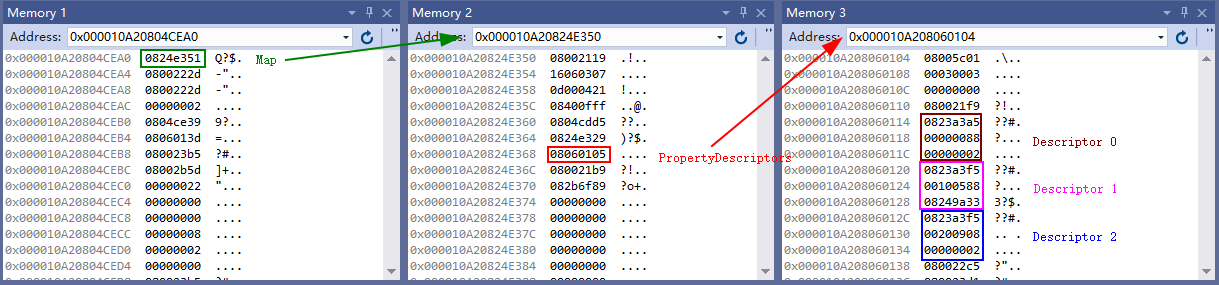 Memory 1
Address: 0x000010A20804CEA0
0x000010A20804CEA0 0824e351 Q?$. Map
0x000010A20804CEA4 0800222d -"..
0x000010A20804CEA8 0800222d -"..
0x000010A20804CEAC 00000002 ....
0x000010A20804CEB0 0804ce39 9?..
0x000010A20804CEB4 0806013d =...
0x000010A20804CEB8 080023b5 ?#..
0x000010A20804CEBC 08002b5d ]+..
0x000010A20804CEC0 00000022 "...
0x000010A20804CEC4 00000000 ....
0x000010A20804CEC8 00000000 ....
0x000010A20804CECC 00000008 ....
0x000010A20804CED0 00000002 ....
0x000010A20804CED4 00000000 ....
Memory 2
Address: 0x000010A20824E350
0x000010A20824E350 08002119 .!..
0x000010A20824E354 16060307 ....
0x000010A20824E358 0d000421 !...
0x000010A20824E35C 08400fff ..@.
0x000010A20824E360 0804cdd5 ??..
0x000010A20824E364 0824e329 )?$.
0x000010A20824E368 08060105 .... PropertyDescriptors
0x000010A20824E36C 080021b9 ?!..
0x000010A20824E370 082b6f89 ?o+.
0x000010A20824E374 00000000 ....
0x000010A20824E378 00000000 ....
0x000010A20824E37C 00000000 ....
0x000010A20824E380 00000000 ....
0x000010A20824E384 00000000 ....
Memory 3
Address: 0x000010A208060104
0x000010A208060104 08005c01 .\..
0x000010A208060108 00030003 ....
0x000010A20806010C 00000000 ....
0x000010A208060110 080021f9 ?!..
0x000010A208060114 0823a3a5 ??#.
0x000010A208060118 00000088 ?... Descriptor 0
0x000010A20806011C 00000002 ....
0x000010A208060120 0823a3f5 ??#.
0x000010A208060124 00100588 ?... Descriptor 1
0x000010A208060128 08249a33 3?$.
0x000010A20806012C 0823a3f5 ??#.
0x000010A208060130 00200908 .. . Descriptor 2
0x000010A208060134 00000002 ....
0x000010A208060138 080022c5 ?"..